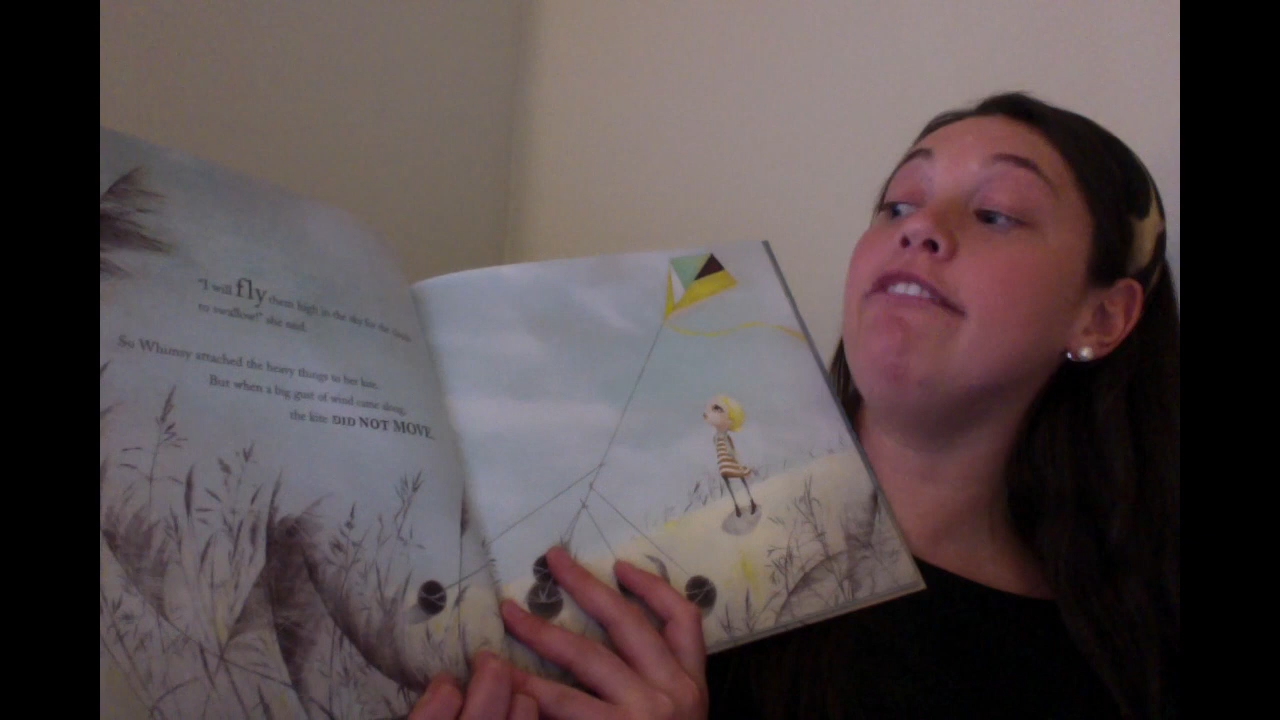 "I will fly them high in the sky for the clouds
to swallow!" she said.
So Whimsy attached the heavy things to her kite.
But when a big gust of wind came along,
the kite DID NOT MOVE.